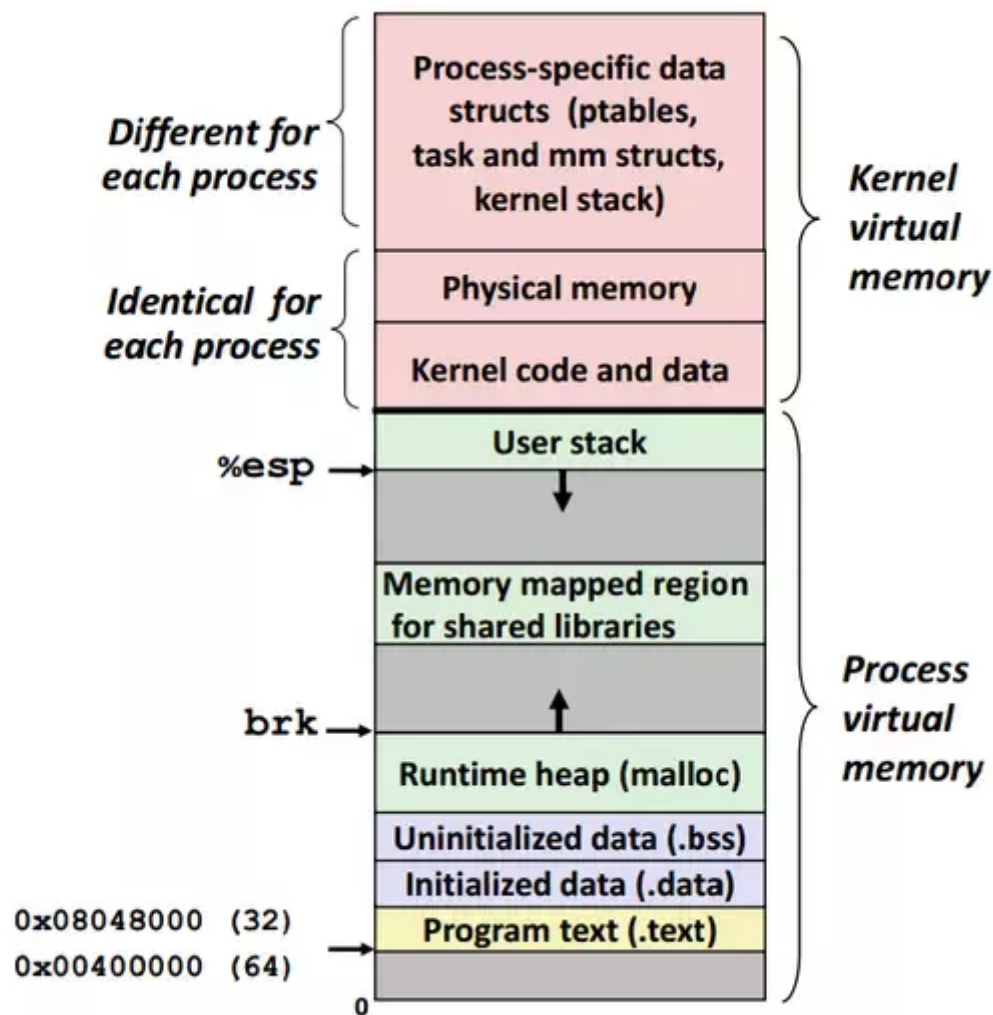 Process-specific data
structs (ptables,
task and mm structs,
kernel stack)
Different for
each process
Kernel
virtual
memory
Physical memory
Identical for
each process
Kernel code and data
User stack
%esp
Memory mapped region
for shared libraries
Process
virtual
memory
brk
Runtime heap (malloc)
Uninitialized data (.bss)
Initialized data (.data)
0x08048000 (32)
Program text (.text)
0x00400000 (64)
0